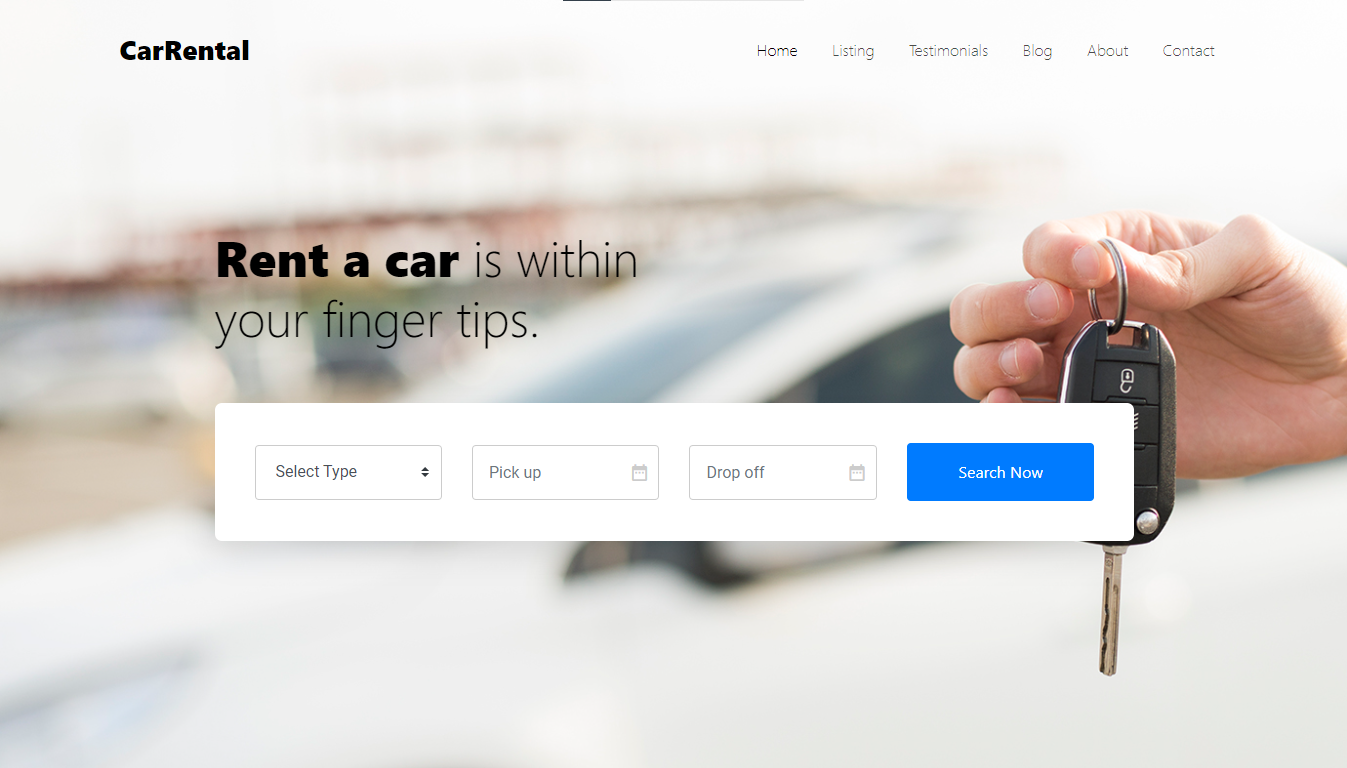 CarRental
Home Listing Testimonials Blog About Contact
Rent a car is within
your finger tips.
Select Type Pick up Drop off Search Now